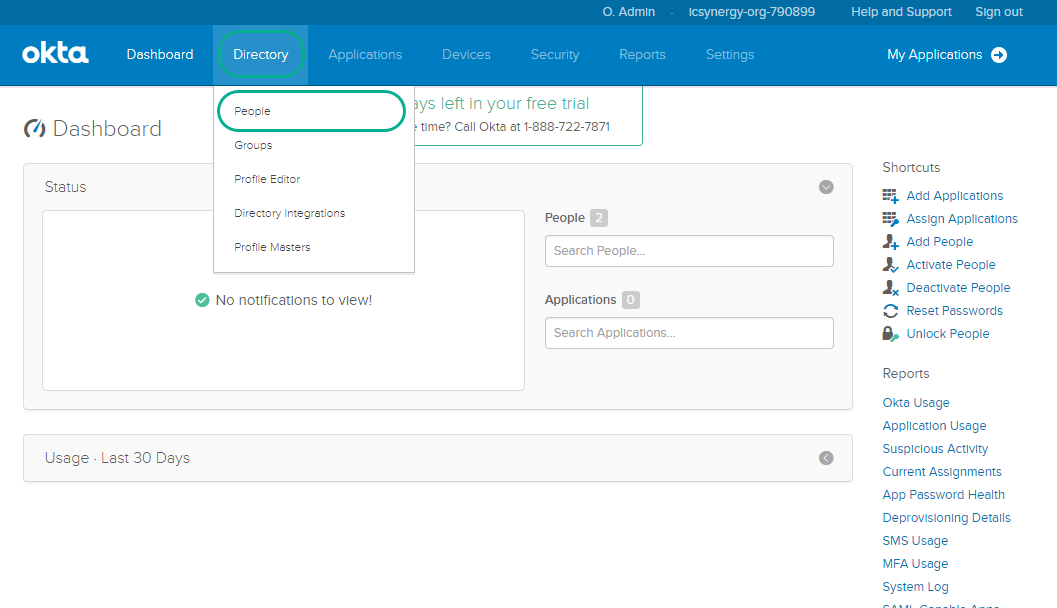 O. Admin · icsynergy-org-790899 Help and Support Sign out
okta Dashboard Directory Applications Devices Security Reports Settings My Applications
People
Groups
Profile Editor
Directory Integrations
Profile Masters
left in your free trial
time? Call Okta at 1-888-722-7871
Dashboard
Status
No notifications to view!
People 2
Search People...
Applications 0
Search Applications...
Usage · Last 30 Days
Shortcuts
Add Applications
Assign Applications
Add People
Activate People
Deactivate People
Reset Passwords
Unlock People
Reports
Okta Usage
Application Usage
Suspicious Activity
Current Assignments
App Password Health
Deprovisioning Details
SMS Usage
MFA Usage
System Log